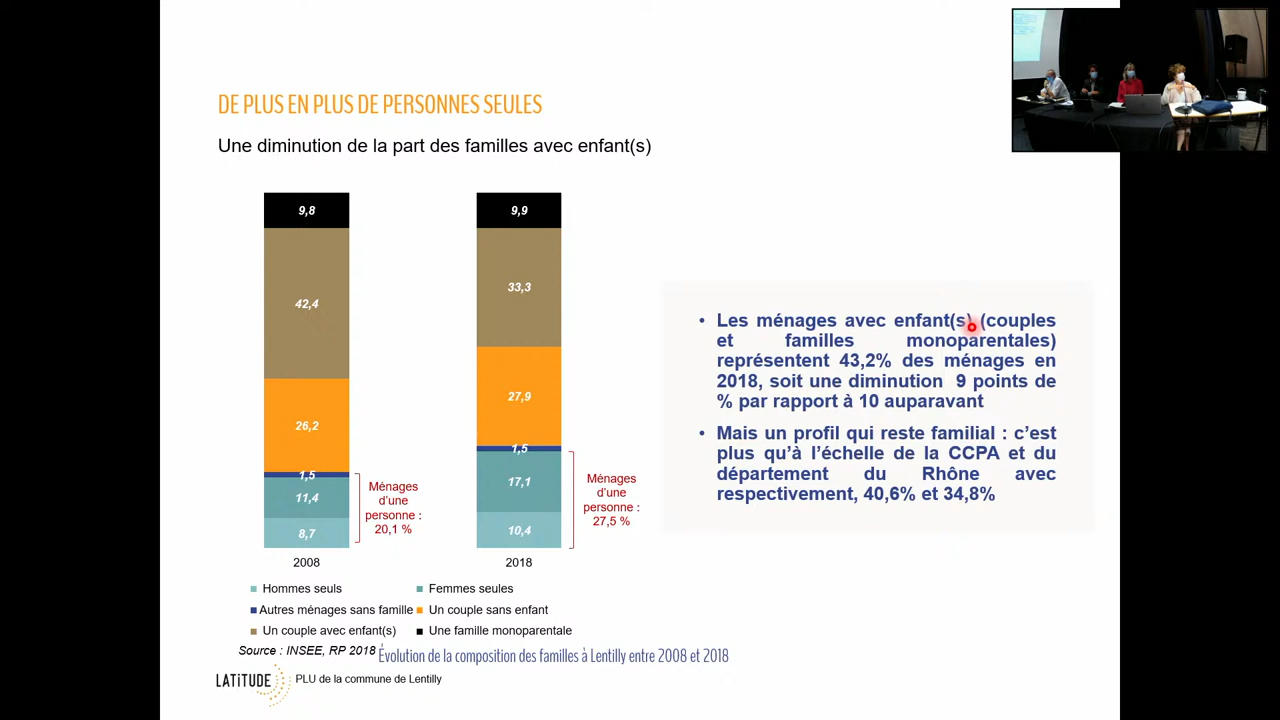 DE PLUS EN PLUS DE PERSONNES SEULES
Une diminution de la part des familles avec enfant(s)
9,8
42,4
26,2
1,5
11,4
8,7
Ménages
d’une
personne :
20,1 %
2008
9,9
33,3
27,9
1,5
17,1
10,4
Ménages
d’une
personne :
27,5 %
2018
Hommes seuls
Femmes seules
Autres ménages sans famille
Un couple sans enfant
Un couple avec enfant(s)
Une famille monoparentale
• Les ménages avec enfant(s) (couples
et familles monoparentales)
représentent 43,2% des ménages en
2018, soit une diminution 9 points de
% par rapport à 10 auparavant
• Mais un profil qui reste familial : c’est
plus qu’à l’échelle de la CCPA et du
département du Rhône avec
respectivement, 40,6% et 34,8%
Source : INSEE, RP 2018
Évolution de la composition des familles à Lentilly entre 2008 et 2018
LATiTUDE
PLU de la commune de Lentilly